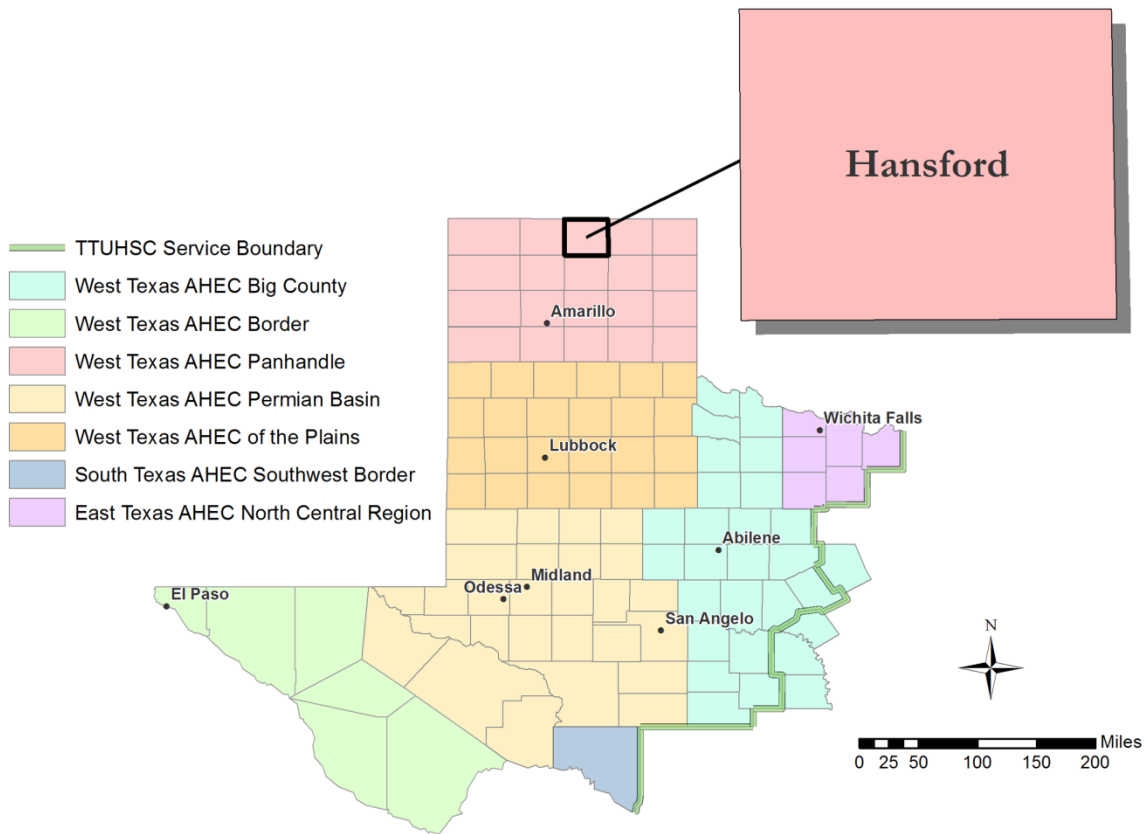 Hansford
TTUHSC Service Boundary
West Texas AHEC Big County
West Texas AHEC Border
West Texas AHEC Panhandle
West Texas AHEC Permian Basin
West Texas AHEC of the Plains
South Texas AHEC Southwest Border
East Texas AHEC North Central Region
Amarillo
Wichita Falls
Lubbock
Abilene
Midland
Odessa
El Paso
San Angelo
N
Miles
0 25 50 100 150 200